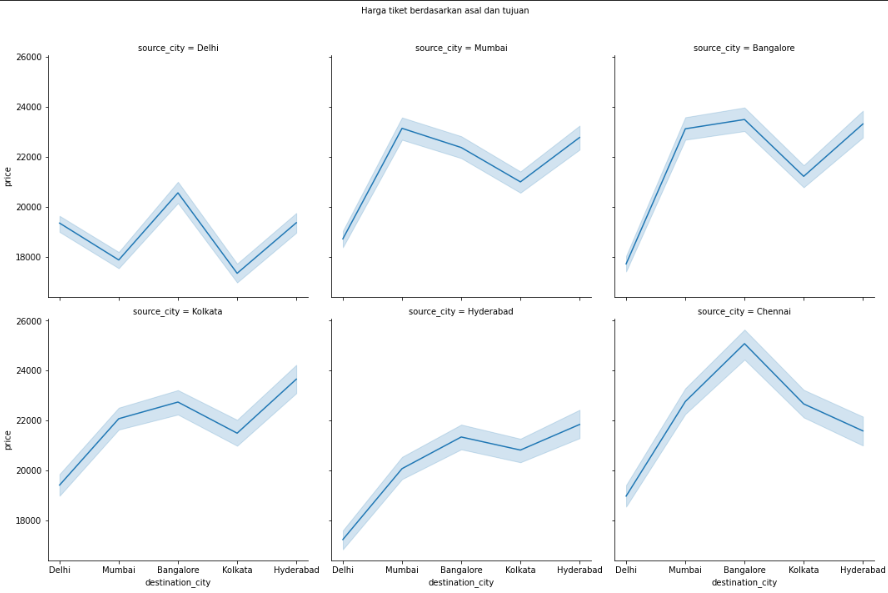 Harga tiket berdasarkan asal dan tujuan
source_city = Delhi
source_city = Mumbai
source_city = Bangalore
26000
24000
22000
20000
18000
price
source_city = Kolkata
source_city = Hyderabad
source_city = Chennai
26000
24000
22000
20000
18000
price
Delhi Mumbai Bangalore Kolkata Hyderabad
destination_city
Delhi Mumbai Bangalore Kolkata Hyderabad
destination_city
Delhi Mumbai Bangalore Kolkata Hyderabad
destination_city